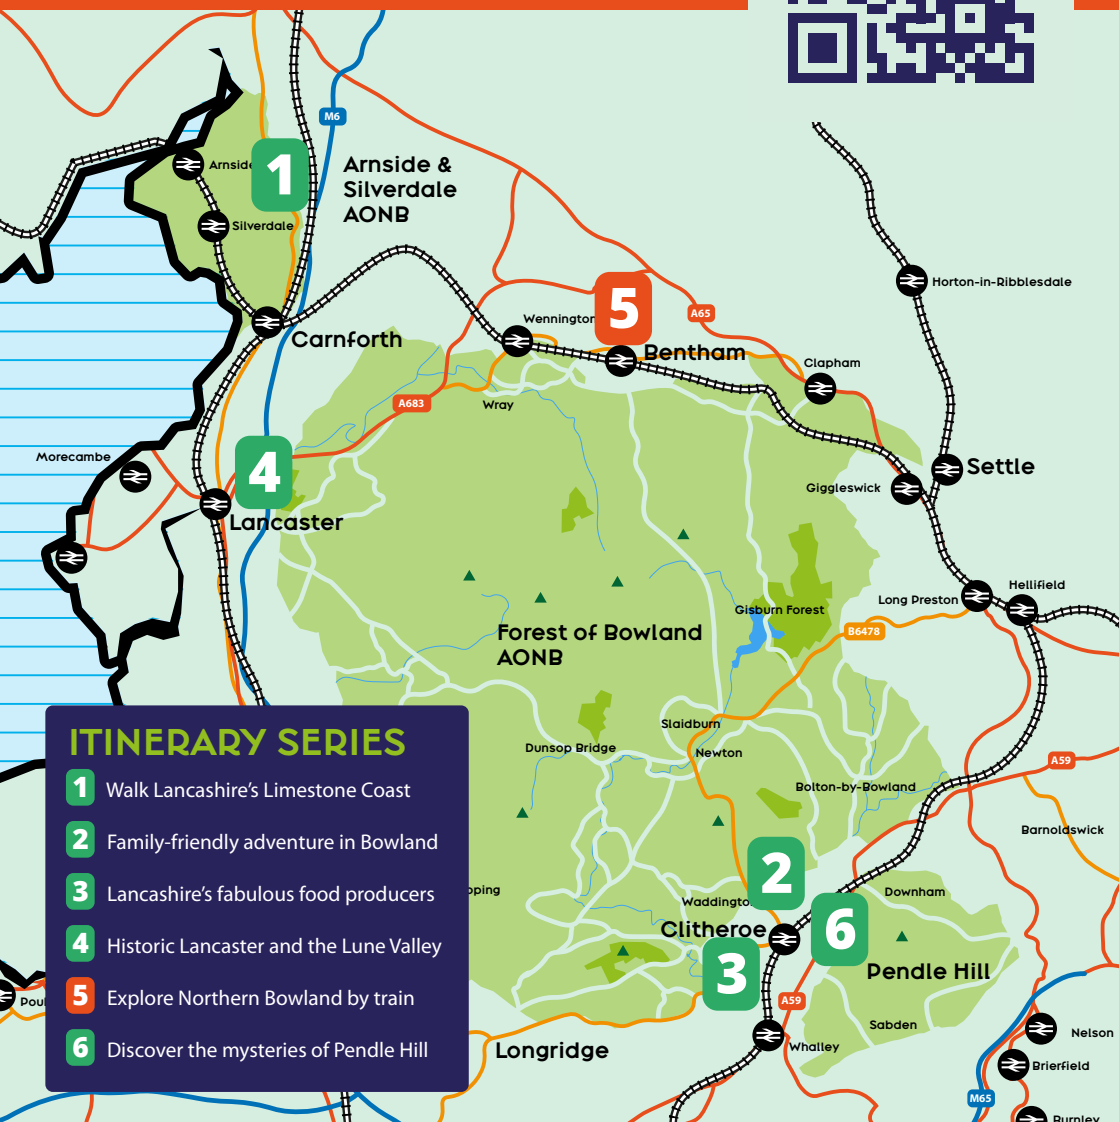 M6
Arnside
1
Arnside &
Silverdale
AONB
Silverdale
Horton-in-Ribblesdale
5
A65
Wennington
Carnforth
Bentham
Clapham
A683
Wray
Morecambe
4
Settle
Giggleswick
Lancaster
Hellifield
Long Preston
Gisburn Forest
B6478
Forest of Bowland
AONB
Slaidburn
Dunsop Bridge
Newton
A59
Bolton-by-Bowland
Barnoldswick
2
Downham
Waddingto
Clitheroe
6
3
Pendle Hill
A59
Sabden
Nelson
Longridge
Whalley
Brierfield
M65
Burnley
pping
Poul
ITINERARY SERIES
1 Walk Lancashire's Limestone Coast
2 Family-friendly adventure in Bowland
3 Lancashire's fabulous food producers
4 Historic Lancaster and the Lune Valley
5 Explore Northern Bowland by train
6 Discover the mysteries of Pendle Hill